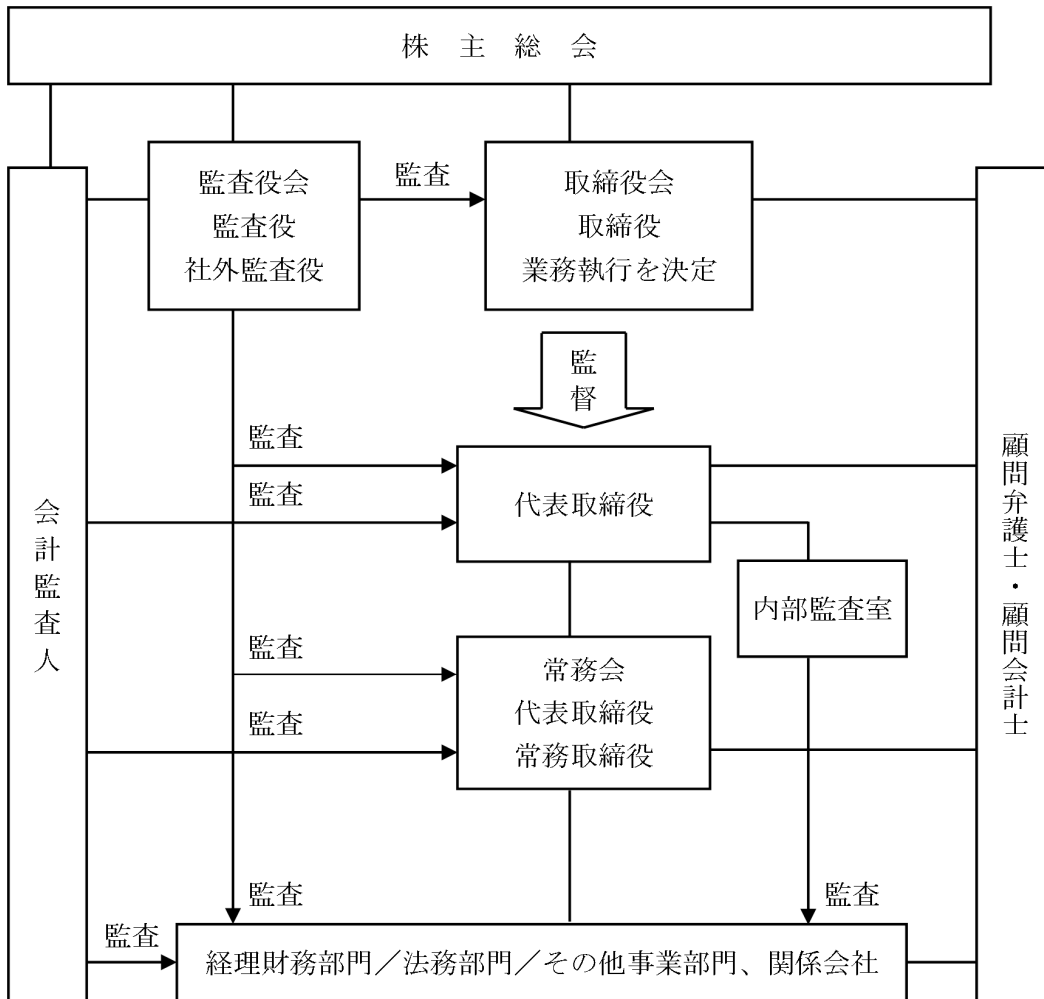 株主総会
監査役会
監査役
社外監査役
監査
取締役会
取締役
業務執行を決定
監督
監査
監査
代表取締役
内部監査室
監査
監査
常務会
代表取締役
常務取締役
会計監査人
顧問弁護士・顧問会計士
監査
監査
監査
経理財務部門／法務部門／その他事業部門、関係会社